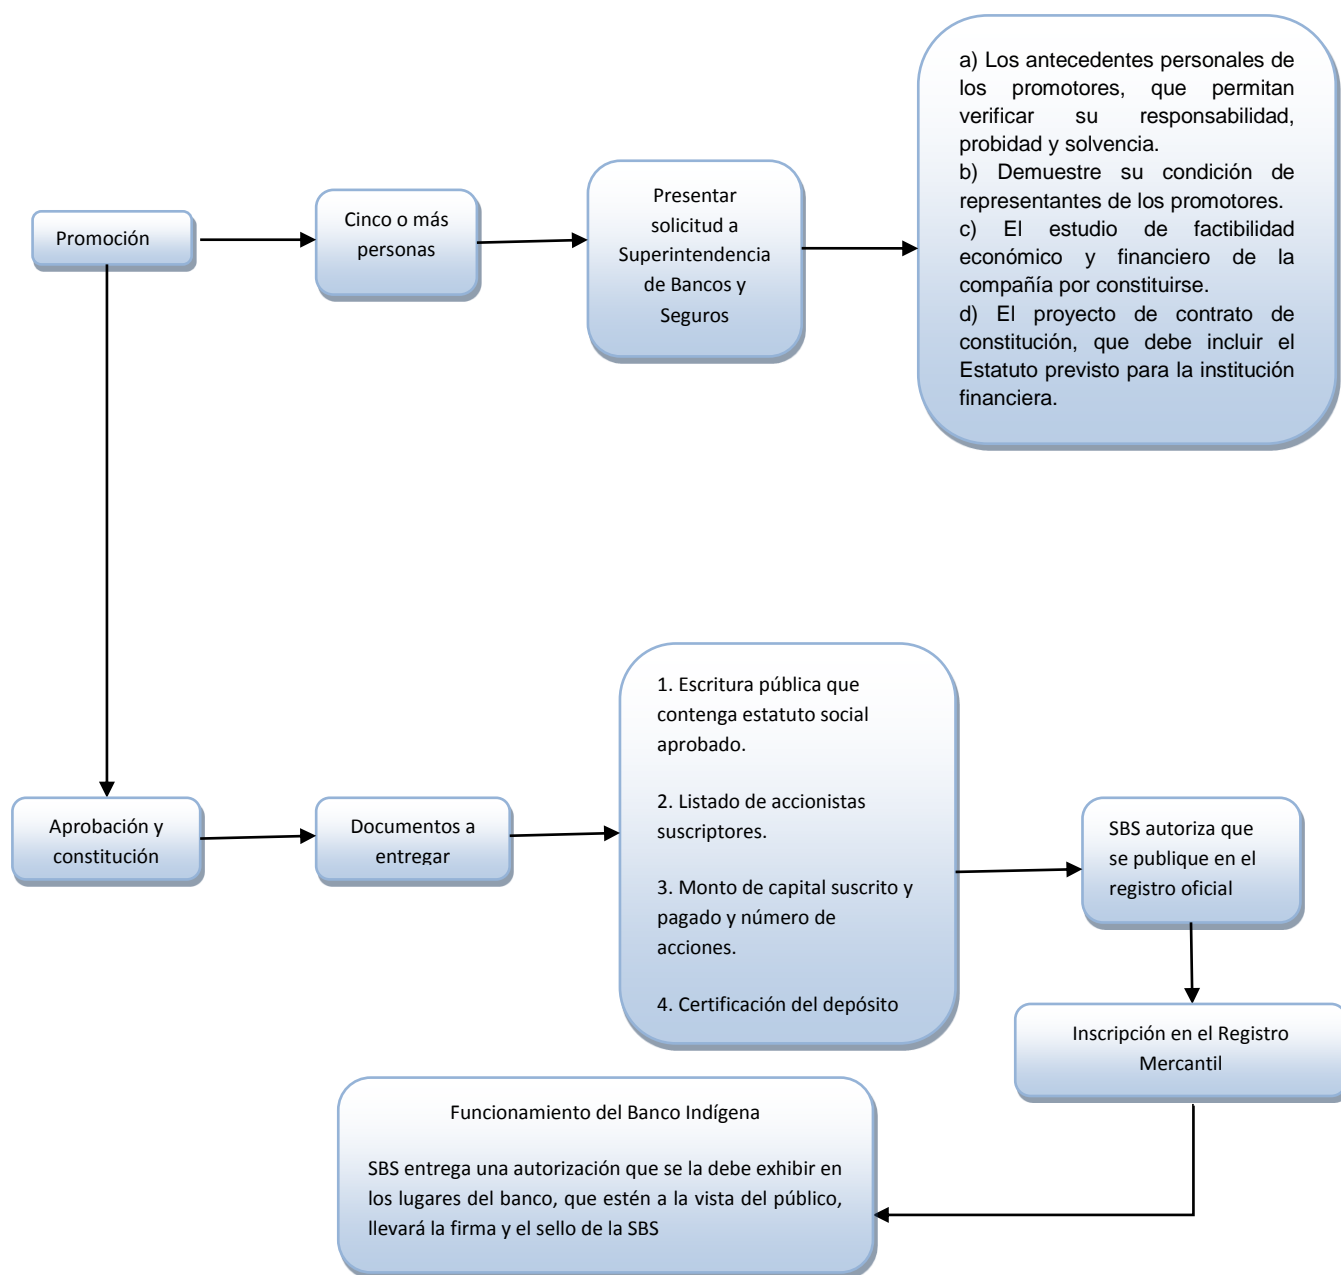 Promoción
Cinco o más
personas
Presentar
solicitud a
Superintendencia
de Bancos y
Seguros
a) Los antecedentes personales de
los promotores, que permitan
verificar su responsabilidad,
probidad y solvencia.
b) Demuestre su condición de
representantes de los promotores.
c) El estudio de factibilidad
económico y financiero de la
compañía por constituirse.
d) El proyecto de contrato de
constitución, que debe incluir el
Estatuto previsto para la institución
financiera.
Aprobación y
constitución
Documentos a
entregar
1. Escritura pública que
contenga estatuto social
aprobado.
2. Listado de accionistas
suscriptores.
3. Monto de capital suscrito y
pagado y número de
acciones.
4. Certificación del depósito
SBS autoriza que
se publique en el
registro oficial
Inscripción en el Registro
Mercantil
Funcionamiento del Banco Indígena
SBS entrega una autorización que se la debe exhibir en
los lugares del banco, que estén a la vista del público,
llevará la firma y el sello de la SBS